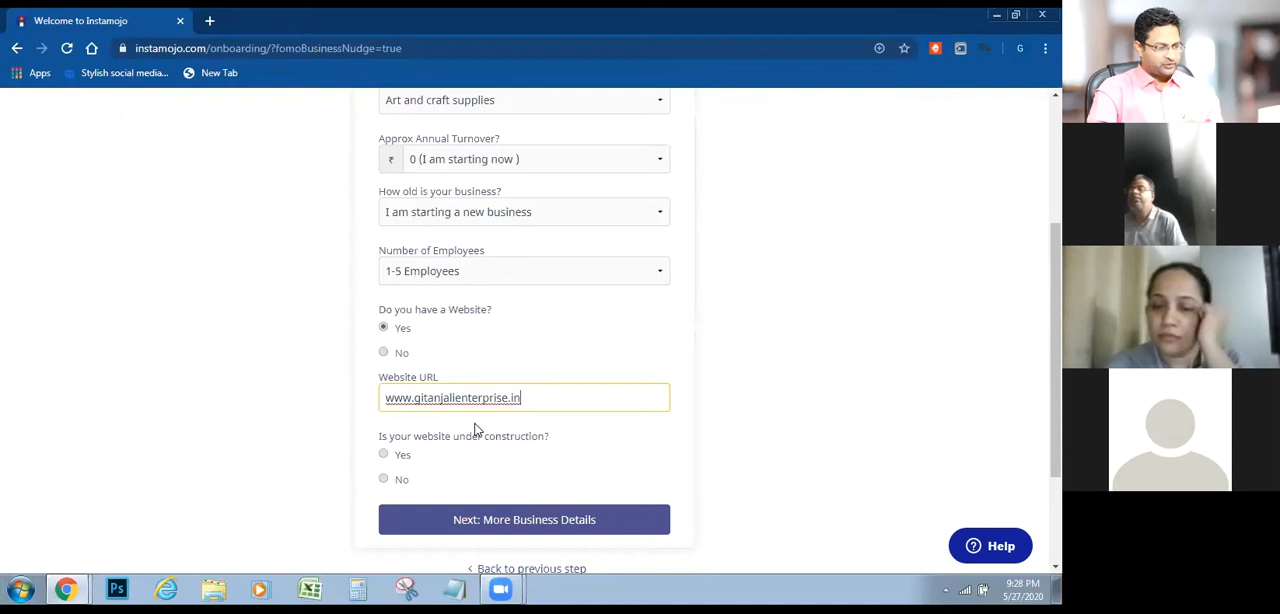 Welcome to Instamojo
instamojo.com/onboarding/?fomoBusinessNudge=true
G
Apps
Stylish social media...
New Tab
Art and craft supplies
Approx Annual Turnover?
₹ 0 (I am starting now )
How old is your business?
I am starting a new business
Number of Employees
1-5 Employees
Do you have a Website?
Yes
No
Website URL
www.gitanjalienterprise.in
Is your website under construction?
Yes
No
Next: More Business Details
? Help
< Back to previous step
Ps
9:28 PM
5/27/2020